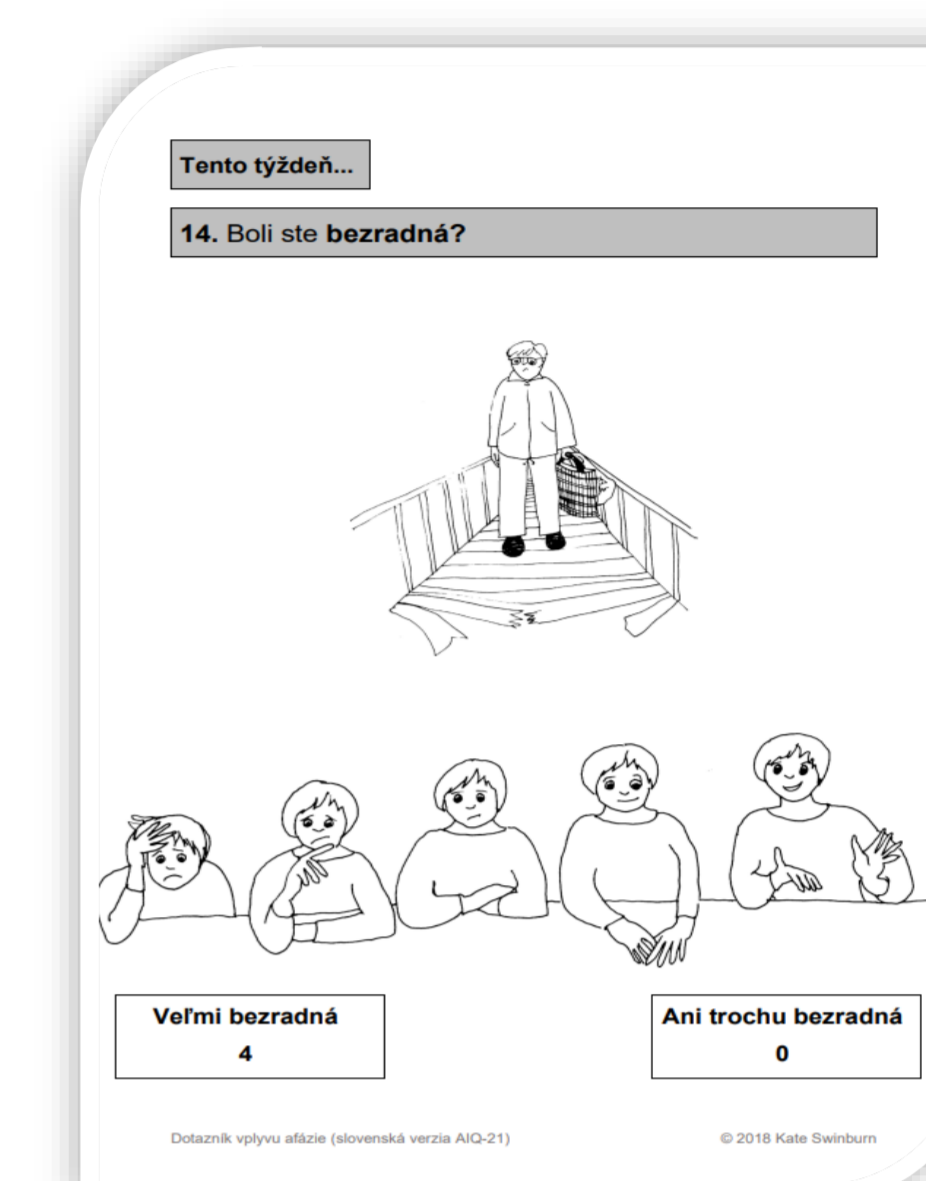 Tento týždeň...
14. Boli ste bezradná?
Veľmi bezradná
4
Ani trochu bezradná
0
Dotazník vplyvu afázie (slovenská verzia AIQ-21)
© 2018 Kate Swinburn